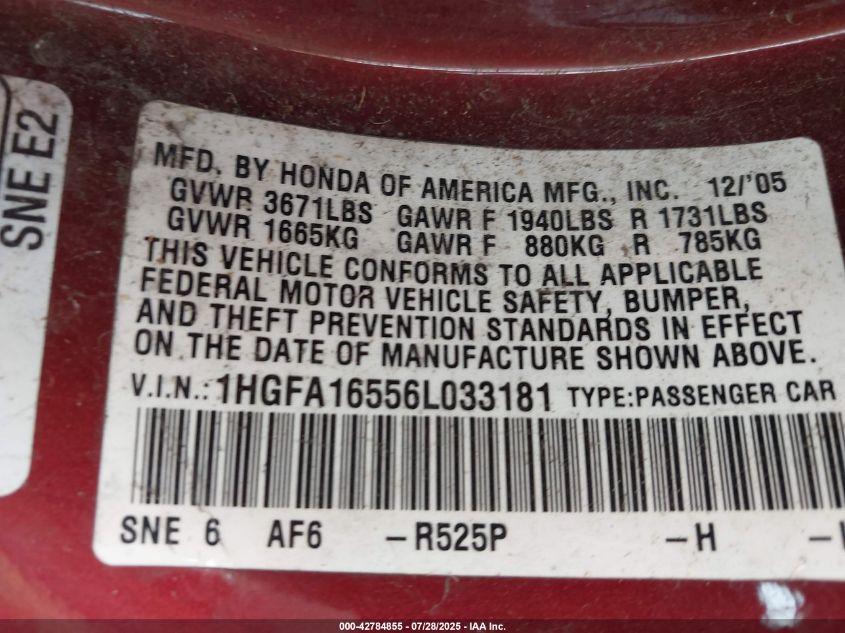 SNE E2
MFD. BY HONDA OF AMERICA MFG., INC. 12/'05
GVWR 3671LBS GAWR F 1940LBS R 1731LBS
GVWR 1665KG GAWR F 880KG R 785KG
THIS VEHICLE CONFORMS TO ALL APPLICABLE
FEDERAL MOTOR VEHICLE SAFETY, BUMPER,
AND THEFT PREVENTION STANDARDS IN EFFECT
ON THE DATE OF MANUFACTURE SHOWN ABOVE.
V.I.N.: 1HGFA16556L033181 TYPE:PASSENGER CAR
SNE 6 AF6 -R525P -H -
000-42784855 - 07/28/2025 - IAA Inc.